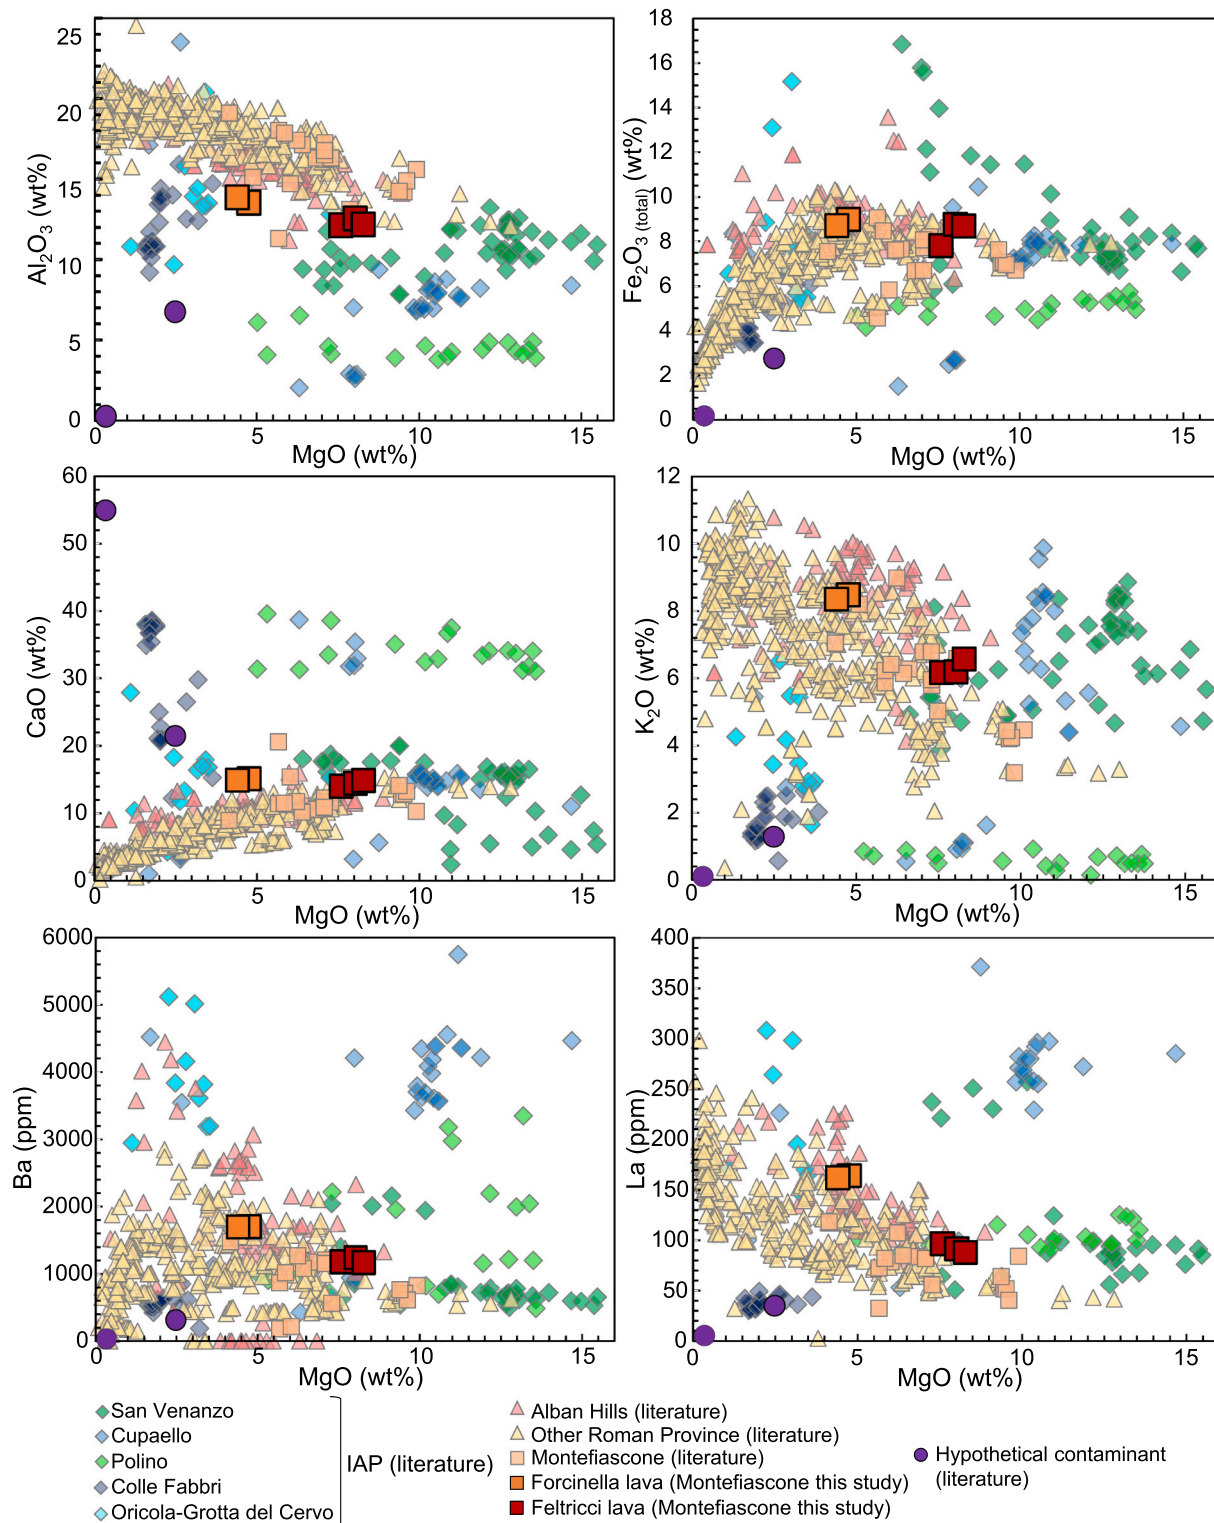 25
20
15
10
5
0
Al2O3 (wt%)
0 5 10 15
MgO (wt%)
18
16
14
12
10
8
6
4
2
0
Fe2O3 (total) (wt%)
0 5 10 15
MgO (wt%)
60
50
40
30
20
10
0
CaO (wt%)
0 5 10 15
MgO (wt%)
12
10
8
6
4
2
0
K2O (wt%)
0 5 10 15
MgO (wt%)
6000
5000
4000
3000
2000
1000
0
Ba (ppm)
0 5 10 15
MgO (wt%)
400
350
300
250
200
150
100
50
0
La (ppm)
0 5 10 15
MgO (wt%)
San Venanzo
Cupaello
Polino
Colle Fabbri
Oricola-Grotta del Cervo
IAP (literature)
Alban Hills (literature)
Other Roman Province (literature)
Montefiascone (literature)
Forcinella lava (Montefiascone this study)
Feltricci lava (Montefiascone this study)
Hypothetical contaminant
(literature)